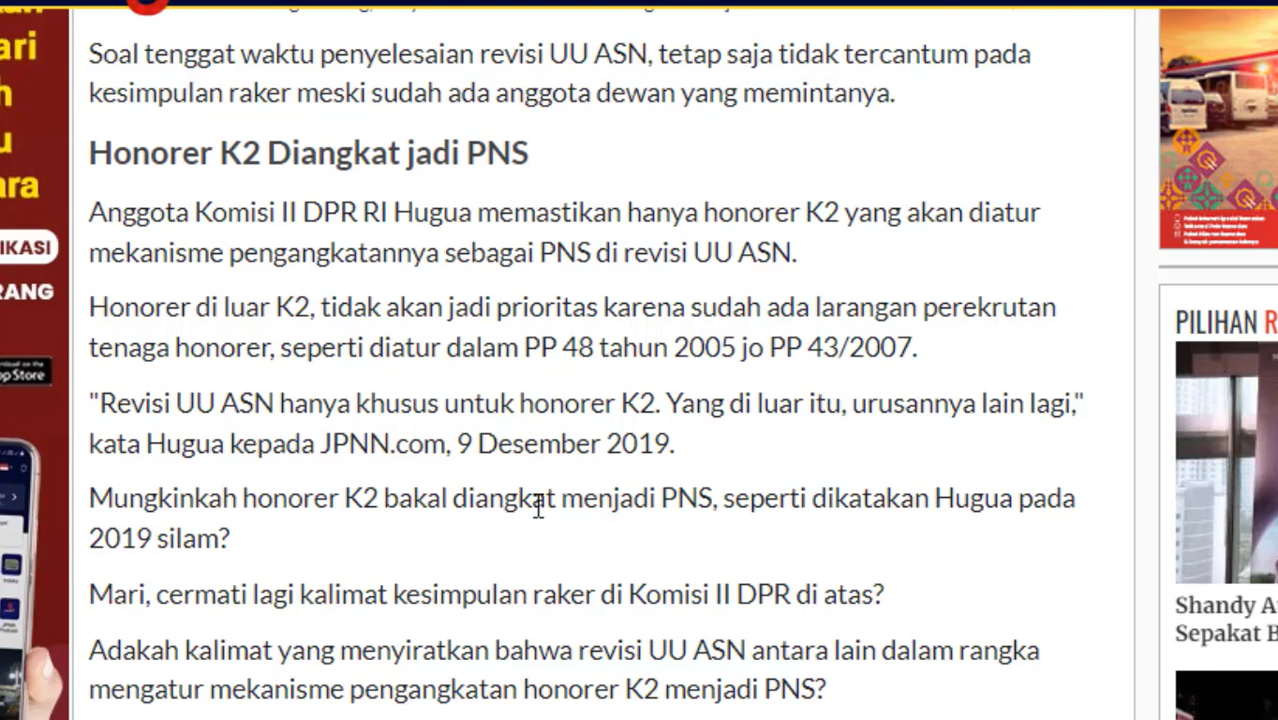 ari
h
u
ara
IKASI
RANG
pp Store
Soal tenggat waktu penyelesaian revisi UU ASN, tetap saja tidak tercantum pada
kesimpulan raker meski sudah ada anggota dewan yang memintanya.
Honorer K2 Diangkat jadi PNS
Anggota Komisi II DPR RI Hugua memastikan hanya honorer K2 yang akan diatur
mekanisme pengangkatannya sebagai PNS di revisi UU ASN.
Honorer di luar K2, tidak akan jadi prioritas karena sudah ada larangan perekrutan
tenaga honorer, seperti diatur dalam PP 48 tahun 2005 jo PP 43/2007.
"Revisi UU ASN hanya khusus untuk honorer K2. Yang di luar itu, urusannya lain lagi,"
kata Hugua kepada JPNN.com, 9 Desember 2019.
Mungkinkah honorer K2 bakal diangkat menjadi PNS, seperti dikatakan Hugua pada
2019 silam?
Mari, cermati lagi kalimat kesimpulan raker di Komisi II DPR di atas?
Adakah kalimat yang menyiratkan bahwa revisi UU ASN antara lain dalam rangka
mengatur mekanisme pengangkatan honorer K2 menjadi PNS?
PILIHAN R
Shandy A
Sepakat B